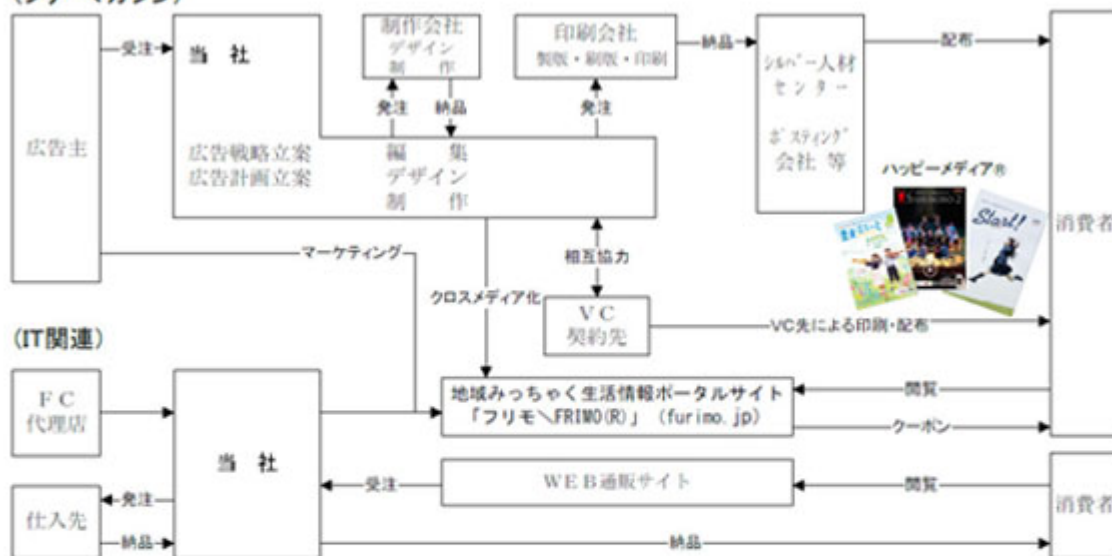 (フリーマガジン)
広告主
受注
当　社
制作会社
デザイン
制　作
発注
納品
印刷会社
製版・刷版・印刷
発注
納品
シルバー人材
センター
ポスティング
会社 等
配布
消費者
広告戦略立案
広告計画立案
編　集
デザイン
制　作
ハッピーメディア®
Start!
マーケティング
クロスメディア化
相互協力
ＶＣ
契約先
VC先による印刷・配布
(IT関連)
ＦＣ
代理店
当　社
地域みっちゃく生活情報ポータルサイト
「フリモ＼FRIMO(R)」（furimo.jp）
閲覧
クーポン
受注
ＷＥＢ通販サイト
閲覧
消費者
仕入先
発注
納品
納品